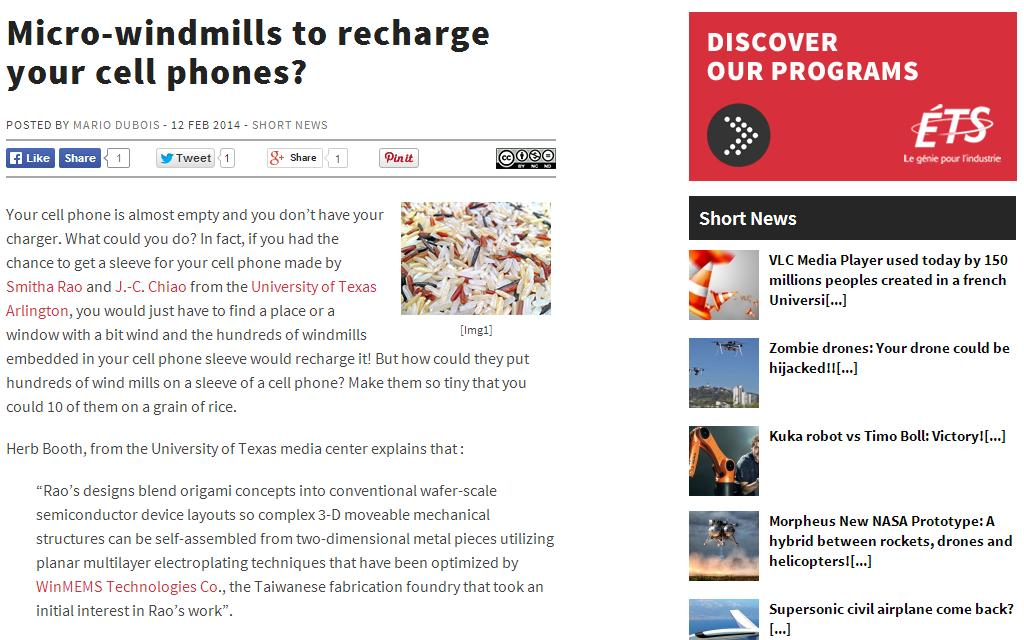 Micro-windmills to recharge
your cell phones?
POSTED BY MARIO DUBOIS - 12 FEB 2014 - SHORT NEWS
Like Share 1 Tweet 1 Share 1 Pin it
CC BY NC ND
Your cell phone is almost empty and you don't have your
charger. What could you do? In fact, if you had the
chance to get a sleeve for your cell phone made by
Smitha Rao and J.-C. Chiao from the University of Texas
Arlington, you would just have to find a place or a
window with a bit wind and the hundreds of windmills
embedded in your cell phone sleeve would recharge it! But how could they put
hundreds of wind mills on a sleeve of a cell phone? Make them so tiny that you
could 10 of them on a grain of rice.
[Img1]
Herb Booth, from the University of Texas media center explains that :
“Rao's designs blend origami concepts into conventional wafer-scale
semiconductor device layouts so complex 3-D moveable mechanical
structures can be self-assembled from two-dimensional metal pieces utilizing
planar multilayer electroplating techniques that have been optimized by
WinMEMS Technologies Co., the Taiwanese fabrication foundry that took an
initial interest in Rao's work”.
DISCOVER
OUR PROGRAMS
ÉTS
Le génie pour l'industrie
Short News
VLC Media Player used today by 150
millions peoples created in a french
Universi[...]
Zombie drones: Your drone could be
hijacked!![...]
Kuka robot vs Timo Boll: Victory![...]
Morpheus New NASA Prototype: A
hybrid between rockets, drones and
helicopters![...]
Supersonic civil airplane come back?
[...]